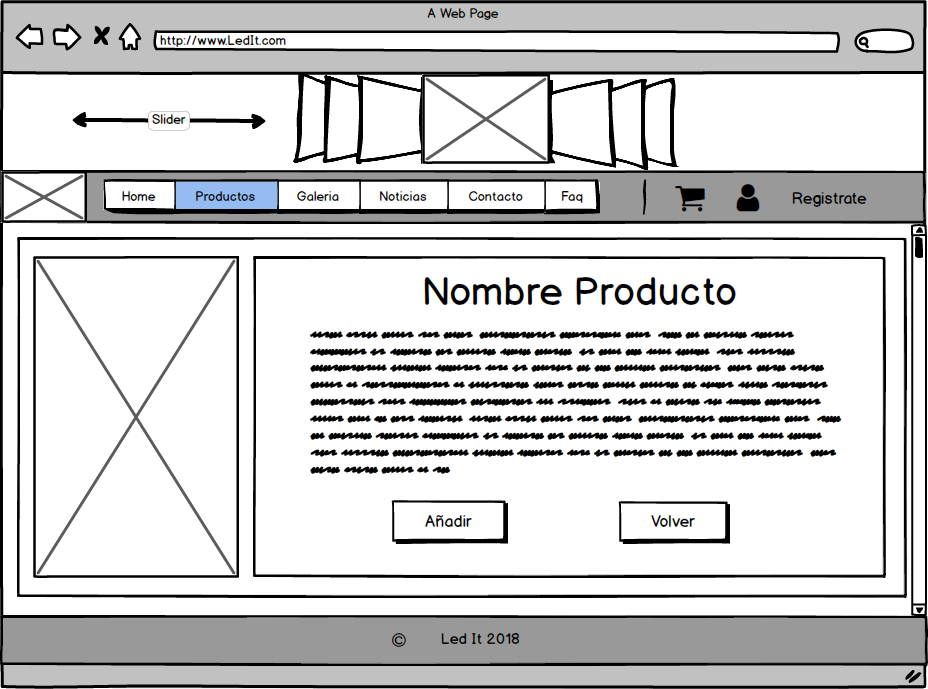 A Web Page
http://www.LedIt.com
Slider
Home Productos Galeria Noticias Contacto Faq Registrate
Nombre Producto
Añadir Volver
© Led It 2018